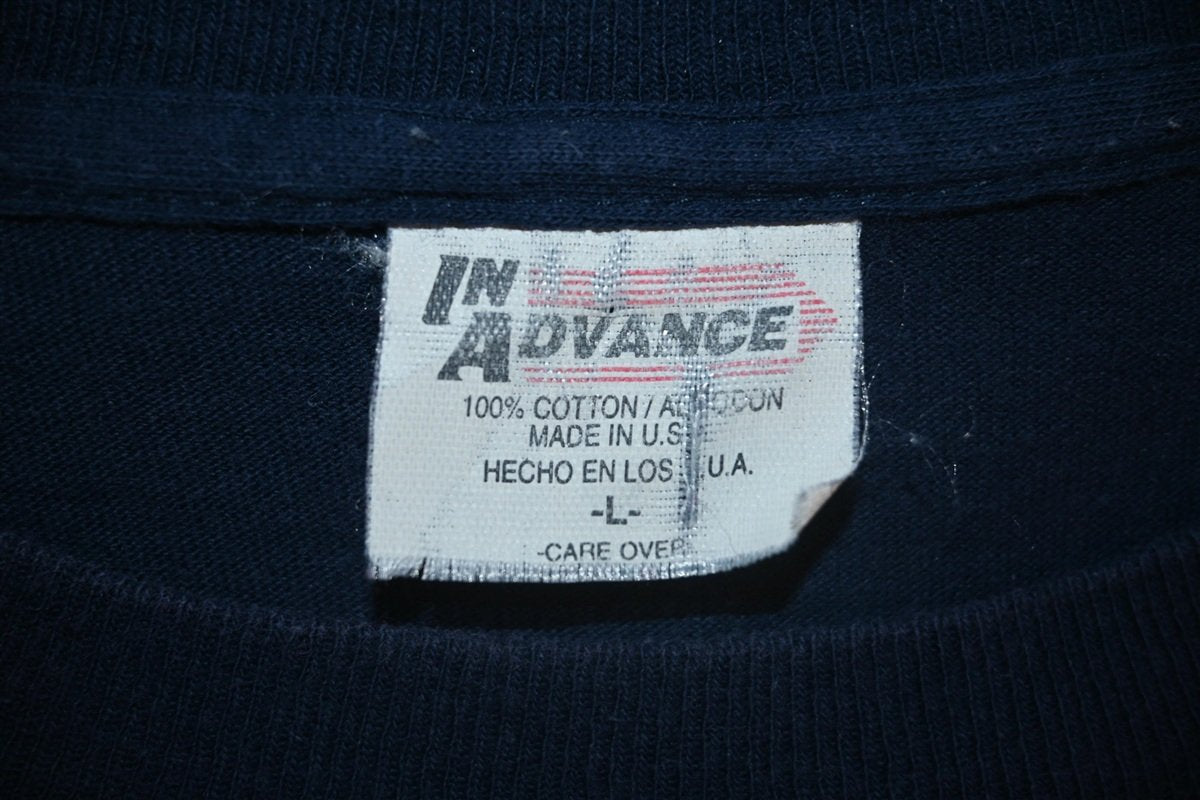 IN
ADVANCE
100% COTTON / ALGODON
MADE IN U.S
HECHO EN LOS U.A.
-L-
-CARE OVER